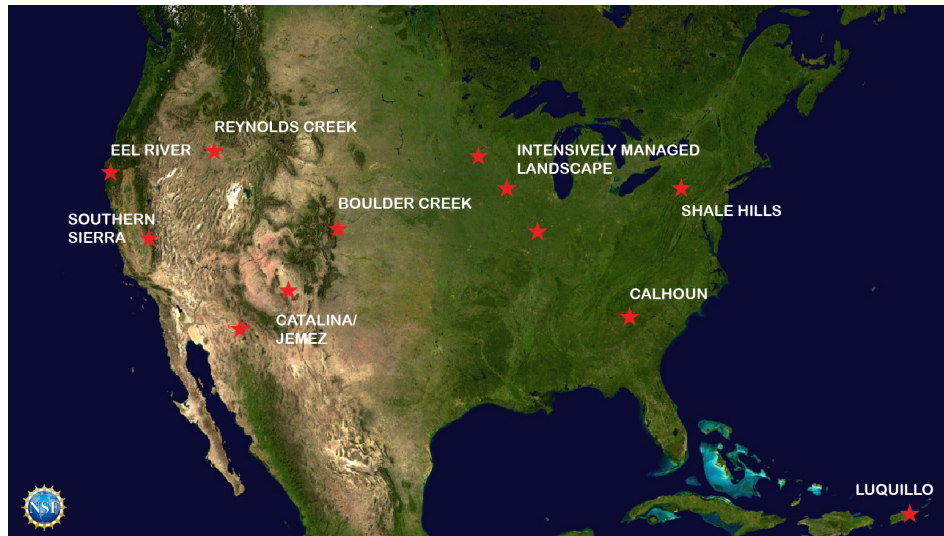 REYNOLDS CREEK
EEL RIVER
INTENSIVELY MANAGED
LANDSCAPE
BOULDER CREEK
SHALE HILLS
SOUTHERN
SIERRA
CALHOUN
CATALINA/
JEMEZ
LUQUILLO
NSF